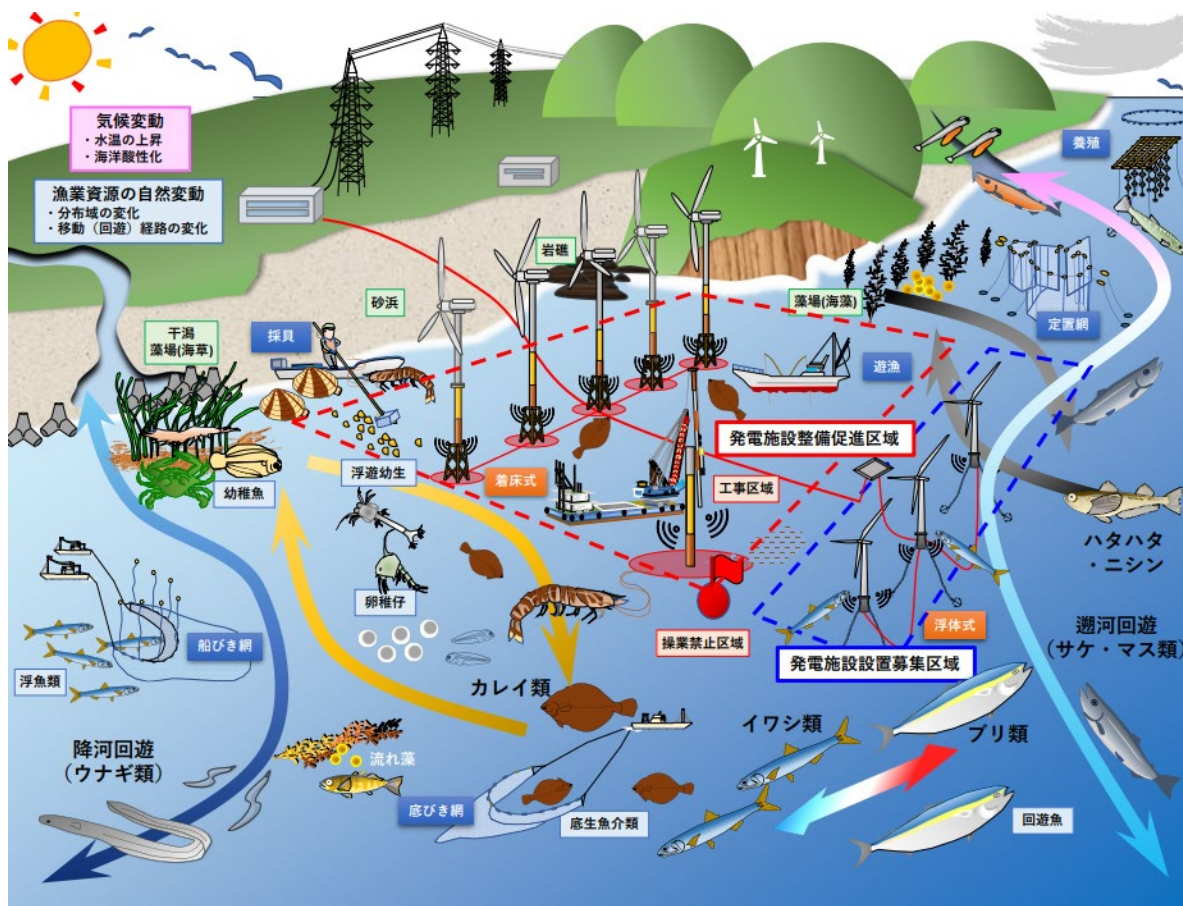 気候変動
・水温の上昇
・海洋酸性化
漁業資源の自然変動
・分布域の変化
・移動（回遊）経路の変化
養殖
岩礁
砂浜
藻場(海藻)
定置網
干潟
藻場(海草)
採貝
遊漁
発電施設整備促進区域
浮遊幼生
着床式
工事区域
幼稚魚
卵稚仔
ハタハタ
・ニシン
操業禁止区域
浮体式
船びき網
浮魚類
発電施設設置募集区域
遡河回遊
（サケ・マス類）
カレイ類
イワシ類
ブリ類
降河回遊
（ウナギ類）
流れ藻
底びき網
底生魚介類
回遊魚